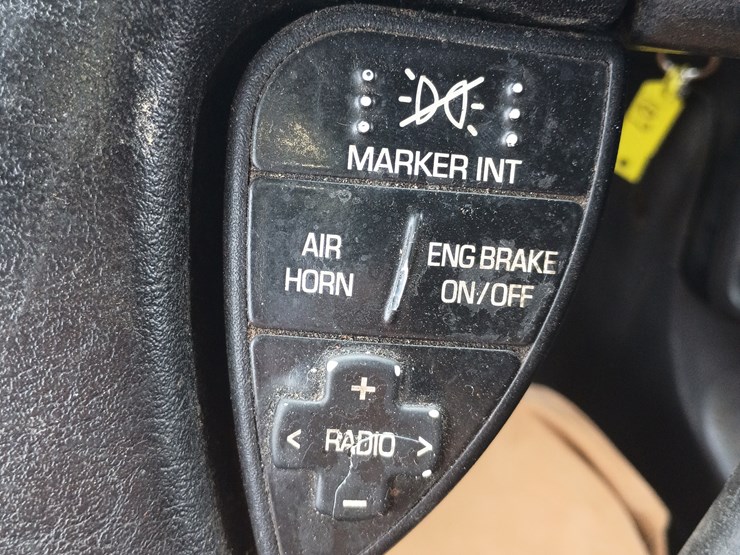 MARKER INT
AIR
HORN
ENG BRAKE
ON/OFF
+
< RADIO >
-